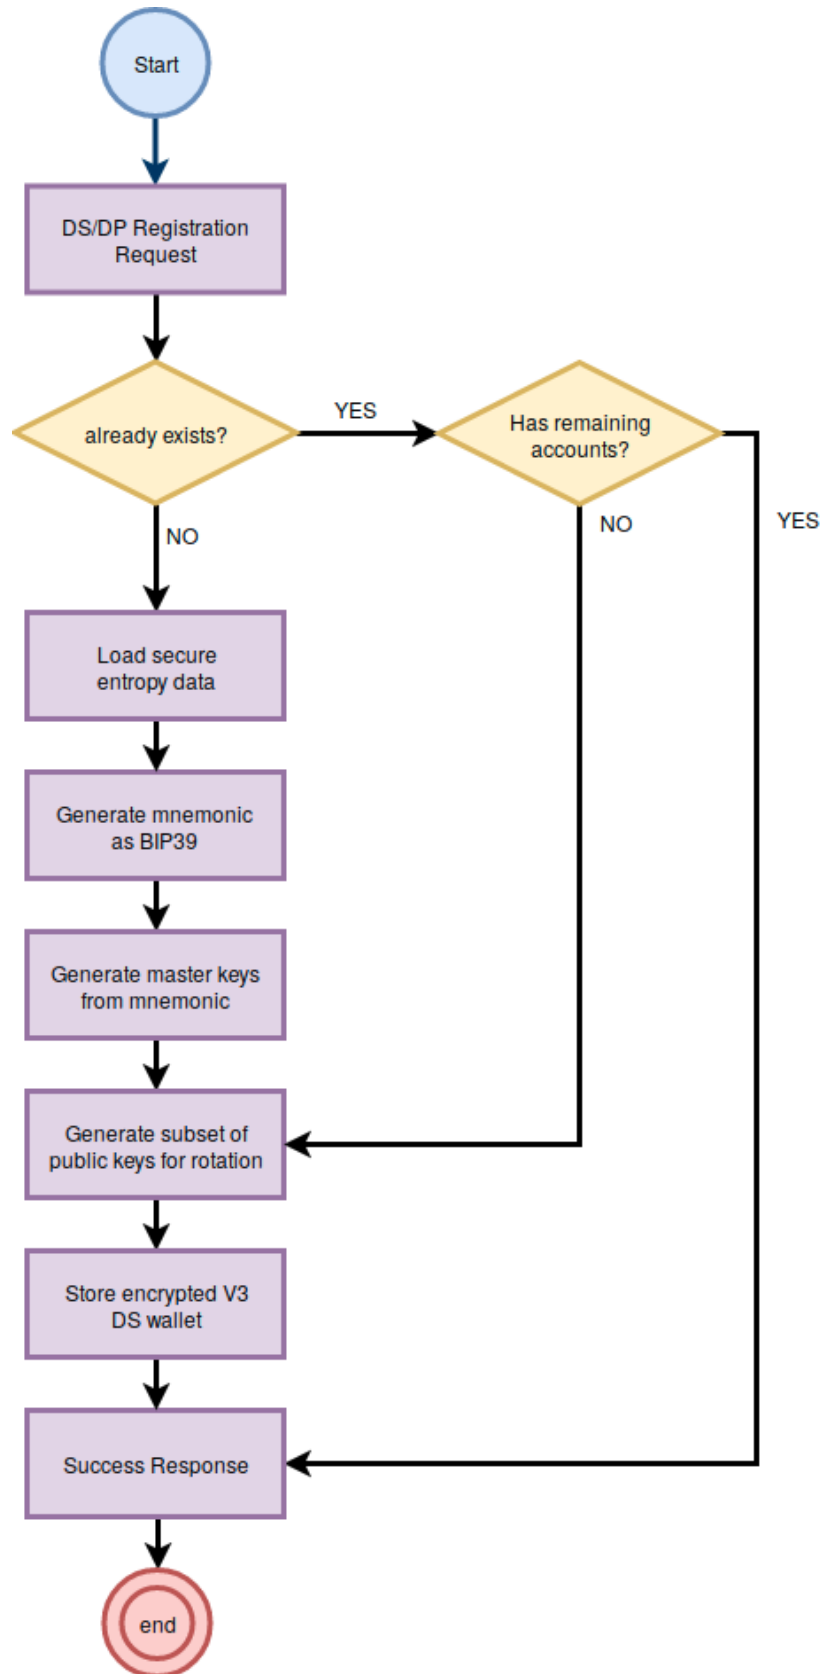 Start
DS/DP Registration
Request
already exists?
YES
Has remaining
accounts?
YES
NO
NO
Load secure
entropy data
Generate mnemonic
as BIP39
Generate master keys
from mnemonic
Generate subset of
public keys for rotation
Store encrypted V3
DS wallet
Success Response
end